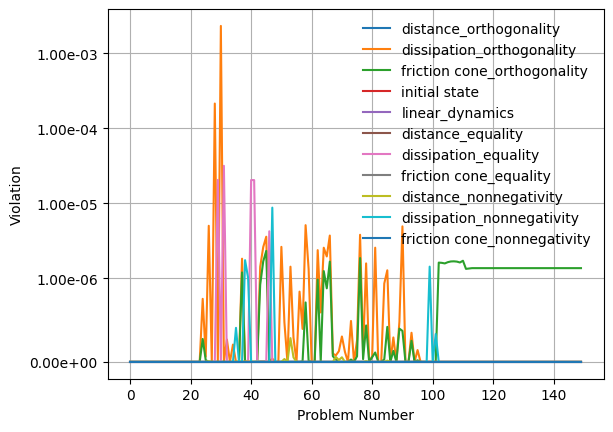 distance_orthogonality
dissipation_orthogonality
friction cone_orthogonality
initial state
linear_dynamics
distance_equality
dissipation_equality
friction cone_equality
distance_nonnegativity
dissipation_nonnegativity
friction cone_nonnegativity
1.00e-03
1.00e-04
1.00e-05
1.00e-06
0.00e+00
Violation
0 20 40 60 80 100 120 140
Problem Number